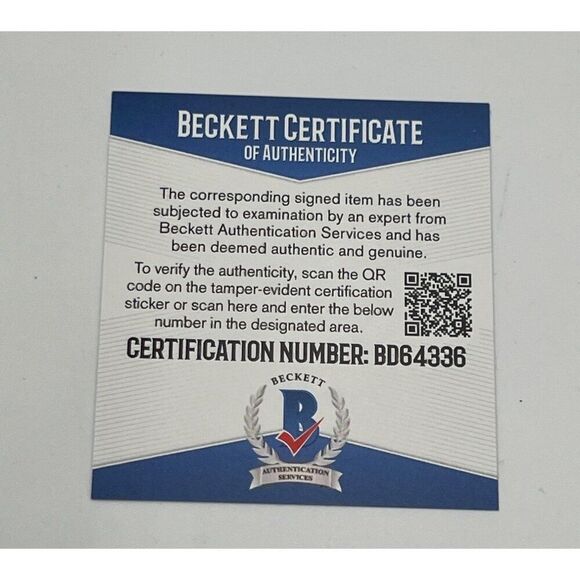 BECKETT CERTIFICATE
OF AUTHENTICITY
The corresponding signed item has been
subjected to examination by an expert from
Beckett Authentication Services and has
been deemed authentic and genuine.
To verify the authenticity, scan the QR
code on the tamper-evident certification
sticker or scan here and enter the below
number in the designated area.
CERTIFICATION NUMBER: BD64336
BECKETT
B
AUTHENTICATION
SERVICES